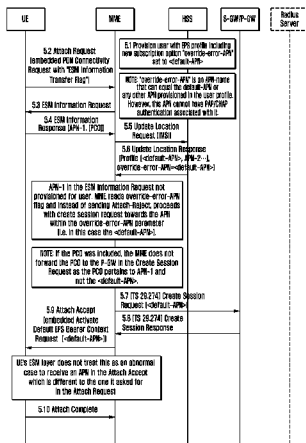 UE
MME
HSS
S-GW/P-GW
Radius
Server
5.1 Provision user with EPS profile including
new subscription option "override-error-APN"
set to <default-APN>
5.2 Attach Request
(embedded PDN Connectivity
Request with "ESM Information
Transfer Flag")
NOTE: "override-error-APN" is an APN-name
that can equal the default-APN or
any other APN provisioned in the user profile.
However, this APN cannot have PAP/CHAP
authentication associated with it.
5.3 ESM Information Request
5.4 ESM Information
Response (APN-1, [PCO])
5.5 Update Location
Request (IMSI)
5.6 Update Location Response
(Profile [<default-APN>, APN-2...],
override-error-APN=<default-APN>)
APN-1 in the ESM Information Request not
provisioned for user. MME reads override-error-APN
flag and instead of sending Attach-Reject, proceeds
with create session request towards the APN
within the override-error-APN parameter
(i.e. in this case the <default-APN>).
NOTE: If the PCO was included, the MME does not
forward the PCO to the P-GW in the Create Session
Request as the PCO pertains to APN-1 and
not the <default-APN>.
5.7 (TS 29.274) Create Session
Request (<default-APN>)
5.8 (TS 29.274) Create
Session Response
5.9 Attach Accept
(embedded Activate
Default EPS Bearer Context
Request (<default-APN>))
UE's ESM layer does not treat this as an abnormal
case to receive an APN in the Attach Accept
which is different to the one it asked for
in the Attach Request
5.10 Attach Complete